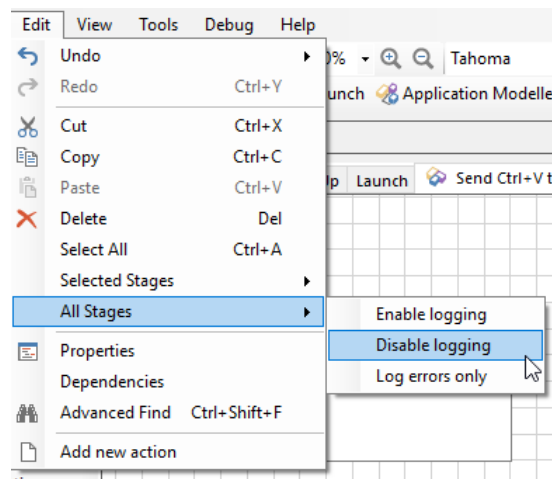 Edit View Tools Debug Help
Undo 0% Tahoma
Redo Ctrl+Y unch Application Modelle
Cut Ctrl+X
Copy Ctrl+C
Paste Ctrl+V Up Launch Send Ctrl+V t
Delete Del
Select All Ctrl+A
Selected Stages
All Stages Enable logging
Properties Disable logging
Dependencies Log errors only
Advanced Find Ctrl+Shift+F
Add new action